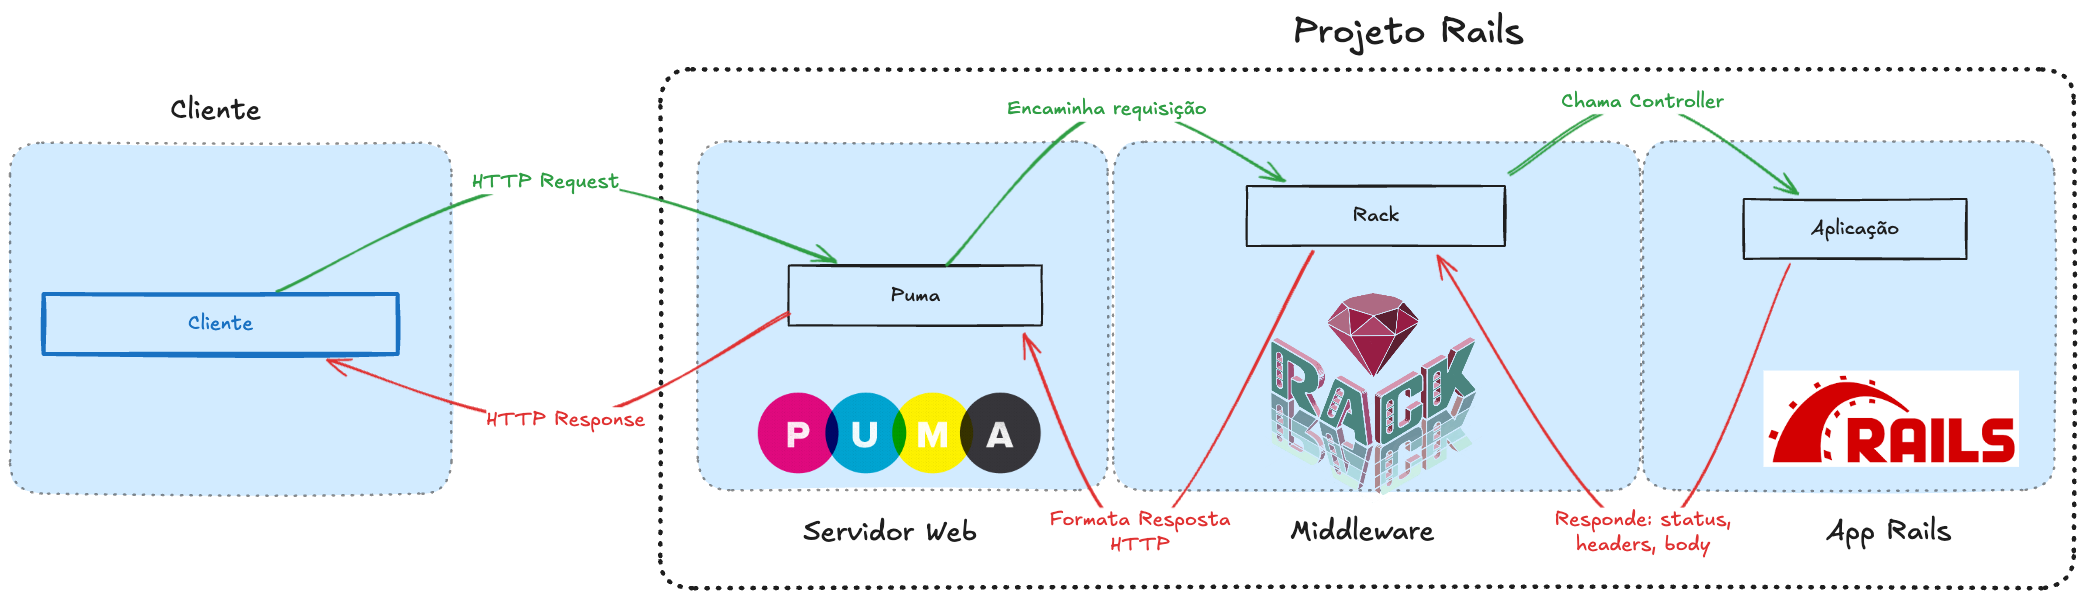 Projeto Rails
Cliente
Encaminha requisição
Chama Controller
HTTP Request
Rack
Aplicação
Puma
Cliente
HTTP Response
PUMA
RACK
RAILS
Servidor Web
Formata Resposta
HTTP
Middleware
Responde: status,
headers, body
App Rails